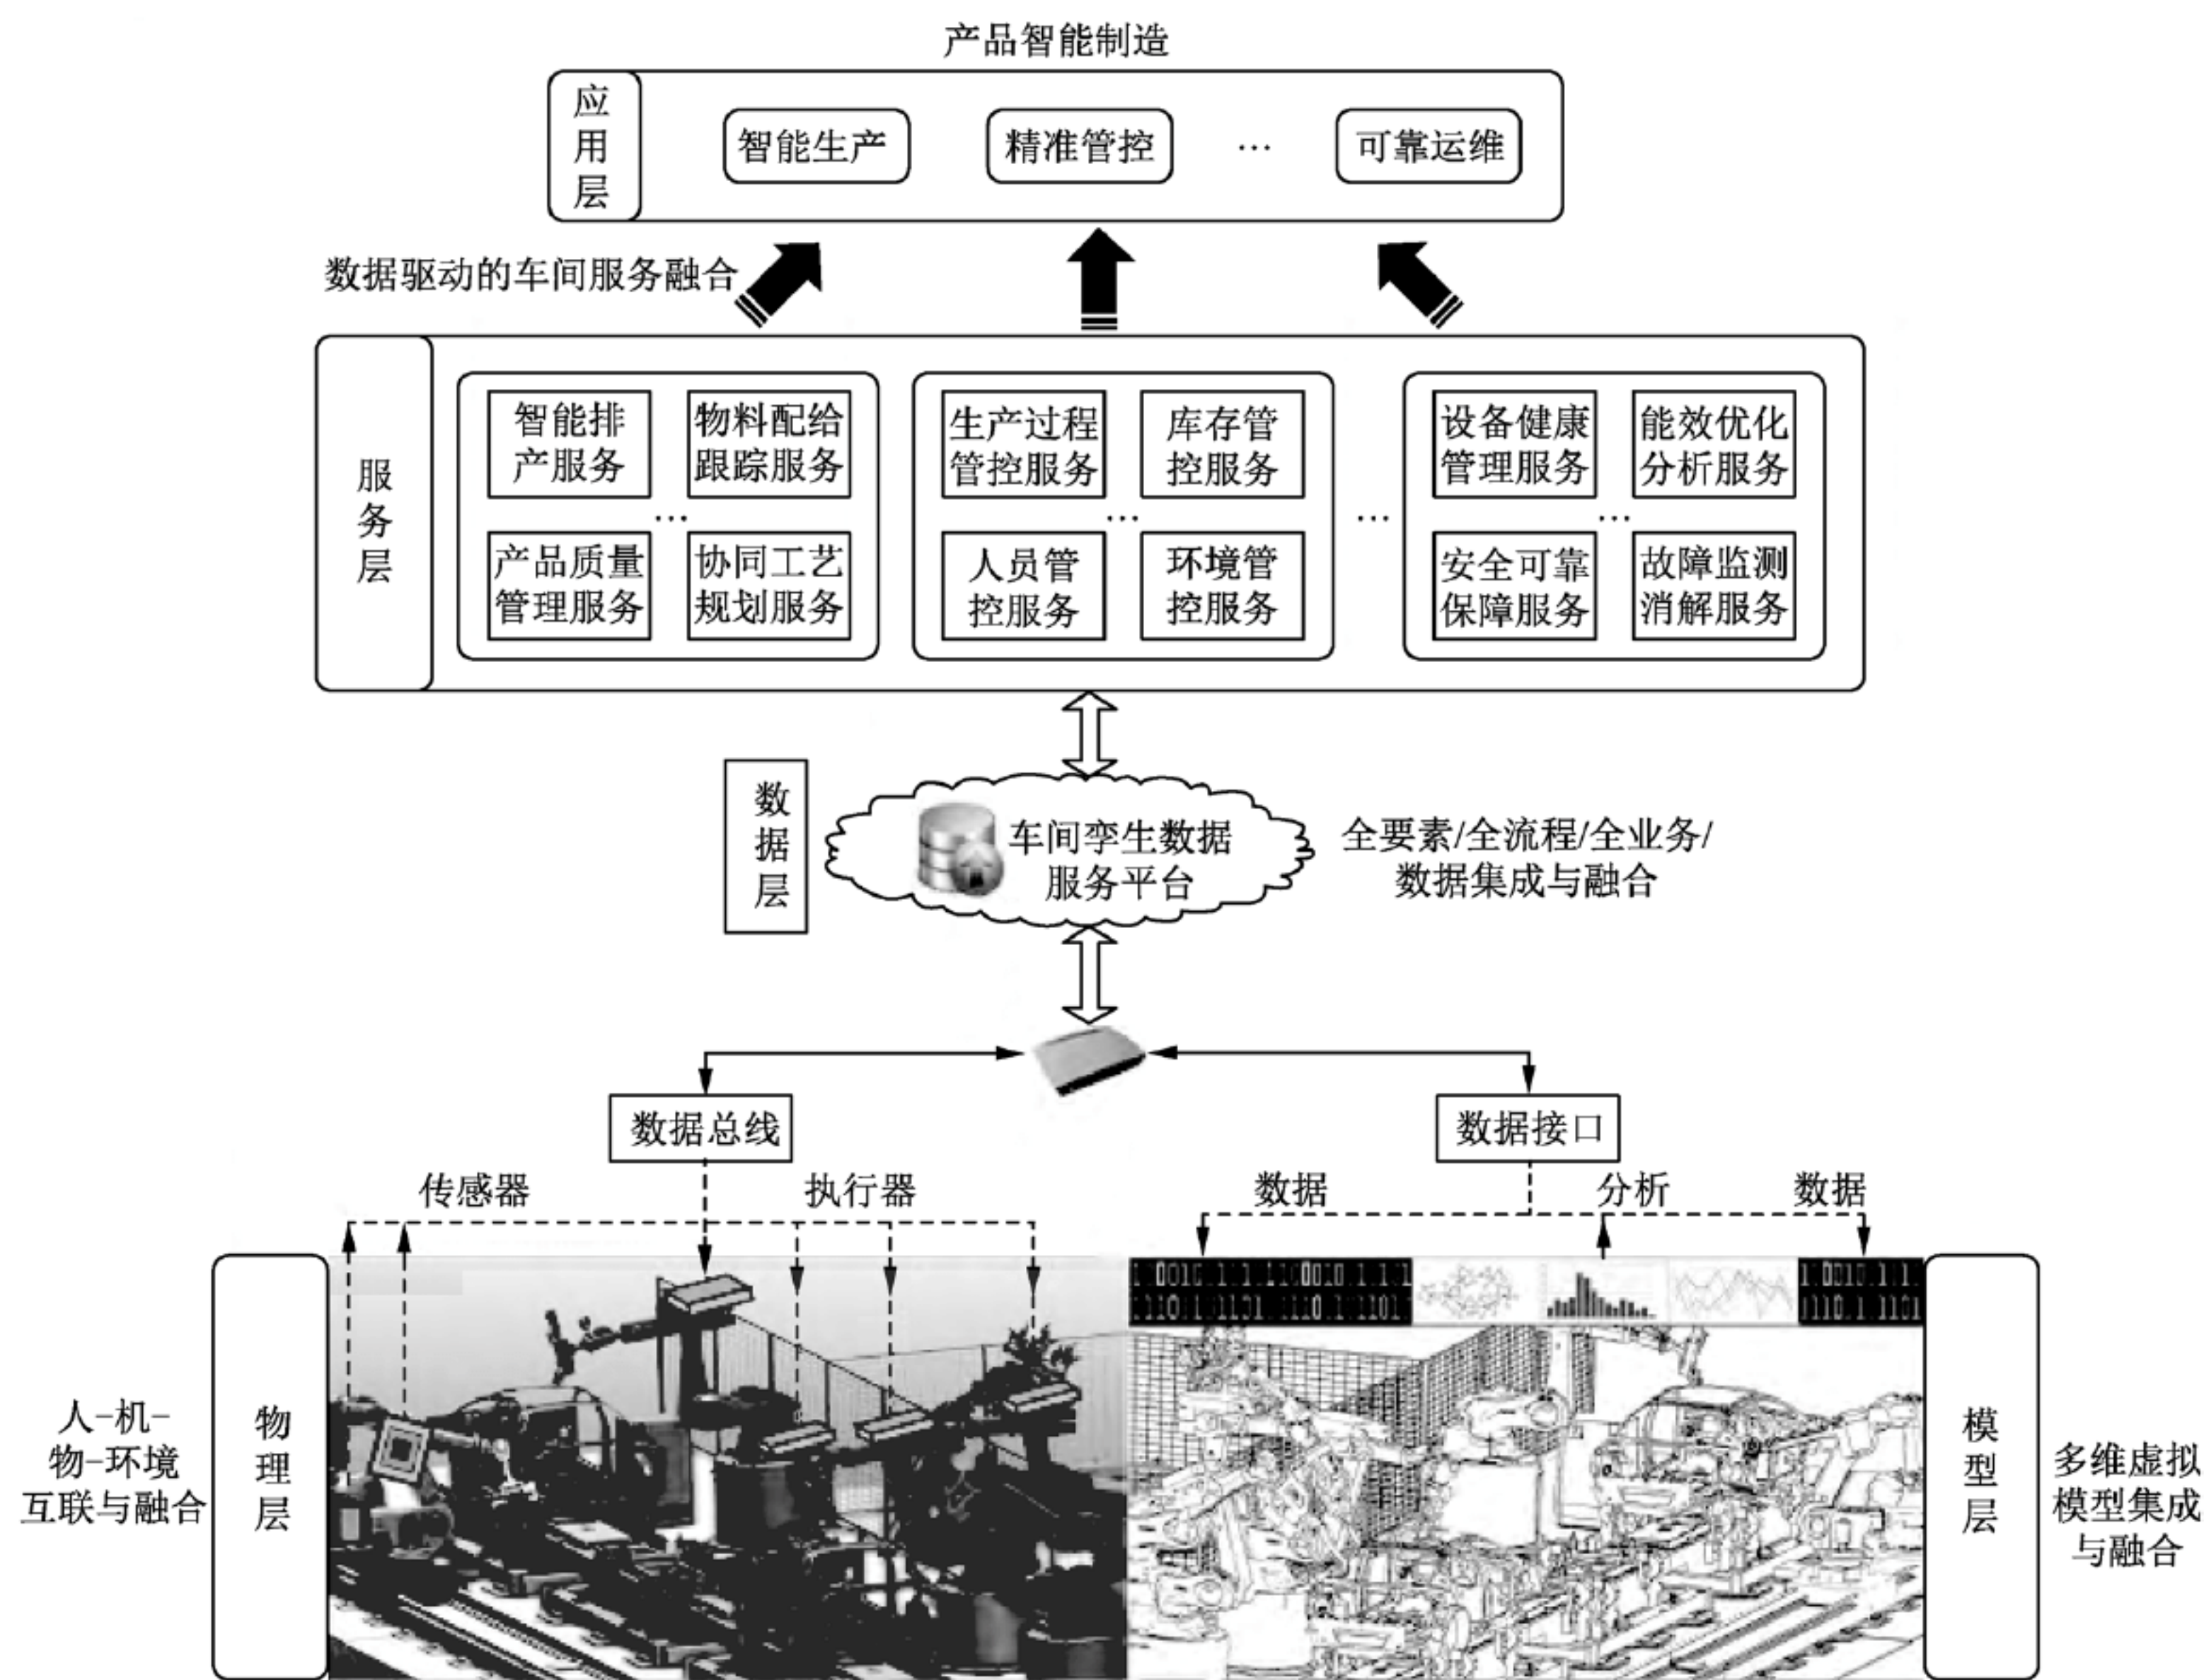 产品智能制造
应用层
智能生产
精准管控
…
可靠运维
数据驱动的车间服务融合
服务层
智能排
产服务
物料配给
跟踪服务
…
产品质量
管理服务
协同工艺
规划服务
生产过程
管控服务
库存管
控服务
…
人员管
控服务
环境管
控服务
…
设备健康
管理服务
能效优化
分析服务
…
安全可靠
保障服务
故障监测
消解服务
数据层
车间孪生数据
服务平台
全要素/全流程/全业务/
数据集成与融合
数据总线
数据接口
传感器
执行器
数据
分析
数据
人-机-
物-环境
互联与融合
物理层
模型层
多维虚拟
模型集成
与融合